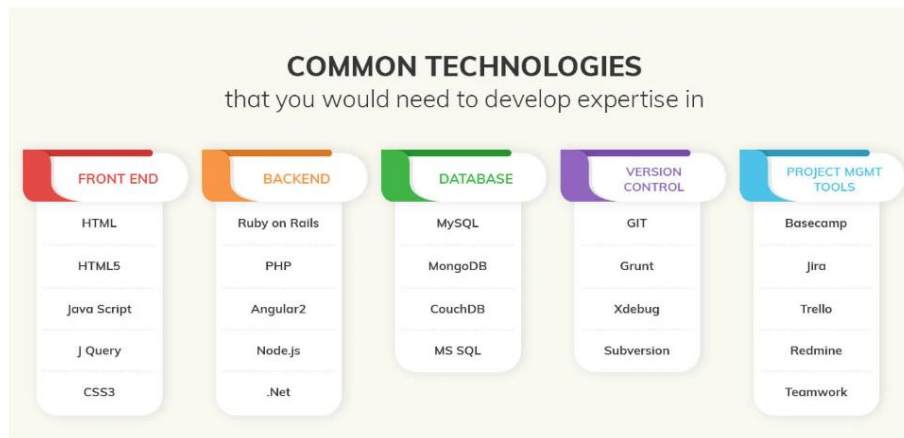 COMMON TECHNOLOGIES
that you would need to develop expertise in
FRONT END
HTML
HTML5
Java Script
J Query
CSS3
BACKEND
Ruby on Rails
PHP
Angular2
Node.js
.Net
DATABASE
MySQL
MongoDB
CouchDB
MS SQL
VERSION
CONTROL
GIT
Grunt
Xdebug
Subversion
PROJECT MGMT
TOOLS
Basecamp
Jira
Trello
Redmine
Teamwork